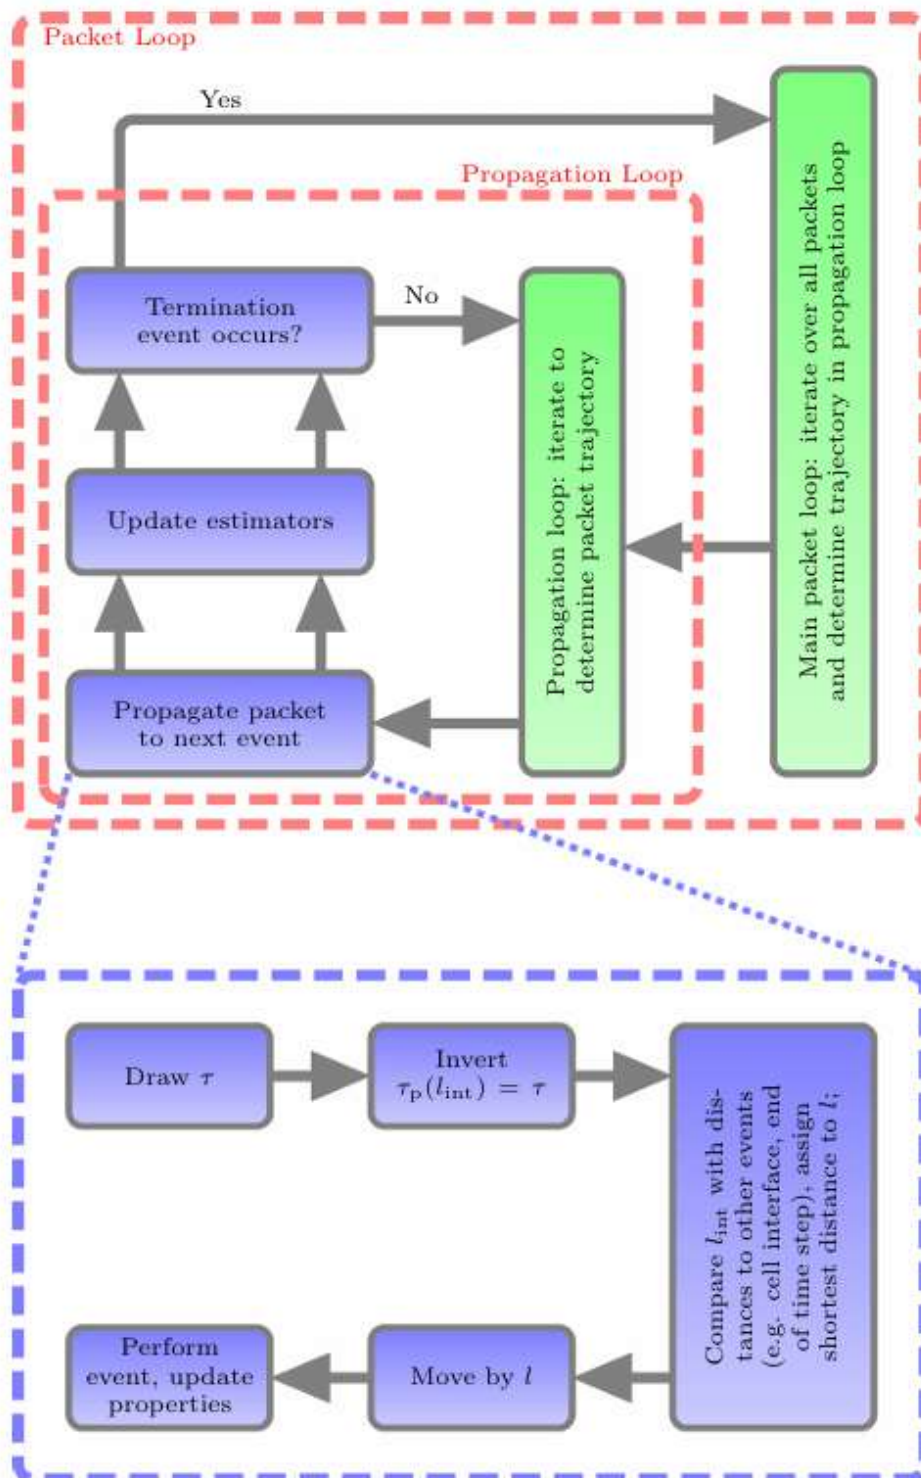 Packet Loop
Yes
Propagation Loop
Termination
event occurs?
No
Update estimators
Propagate packet
to next event
Propagation loop: iterate to
determine packet trajectory
Main packet loop: iterate over all packets
and determine trajectory in propagation loop
Draw τ
Invert
τp(lint) = τ
Compare lint with dis-
tances to other events
(e.g. cell interface, end
of time step), assign
shortest distance to l;
Move by l
Perform
event, update
properties